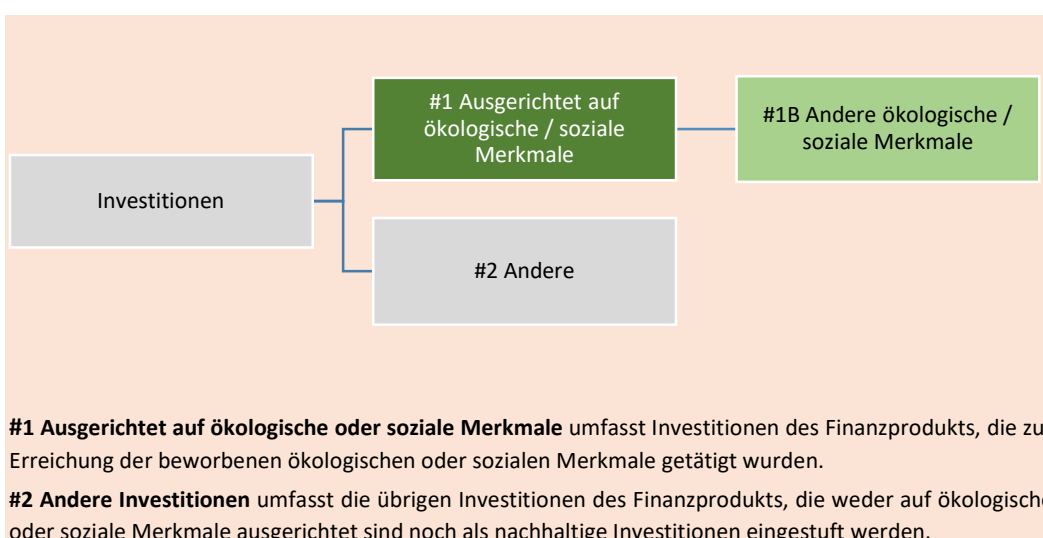 #1 Ausgerichtet auf
ökologische / soziale
Merkmale
#1B Andere ökologische /
soziale Merkmale
Investitionen
#2 Andere
#1 Ausgerichtet auf ökologische oder soziale Merkmale umfasst Investitionen des Finanzprodukts, die zu
Erreichung der beworbenen ökologischen oder sozialen Merkmale getätigt wurden.
#2 Andere Investitionen umfasst die übrigen Investitionen des Finanzprodukts, die weder auf ökologische
oder soziale Merkmale ausgerichtet sind noch als nachhaltige Investitionen eingestuft werden.